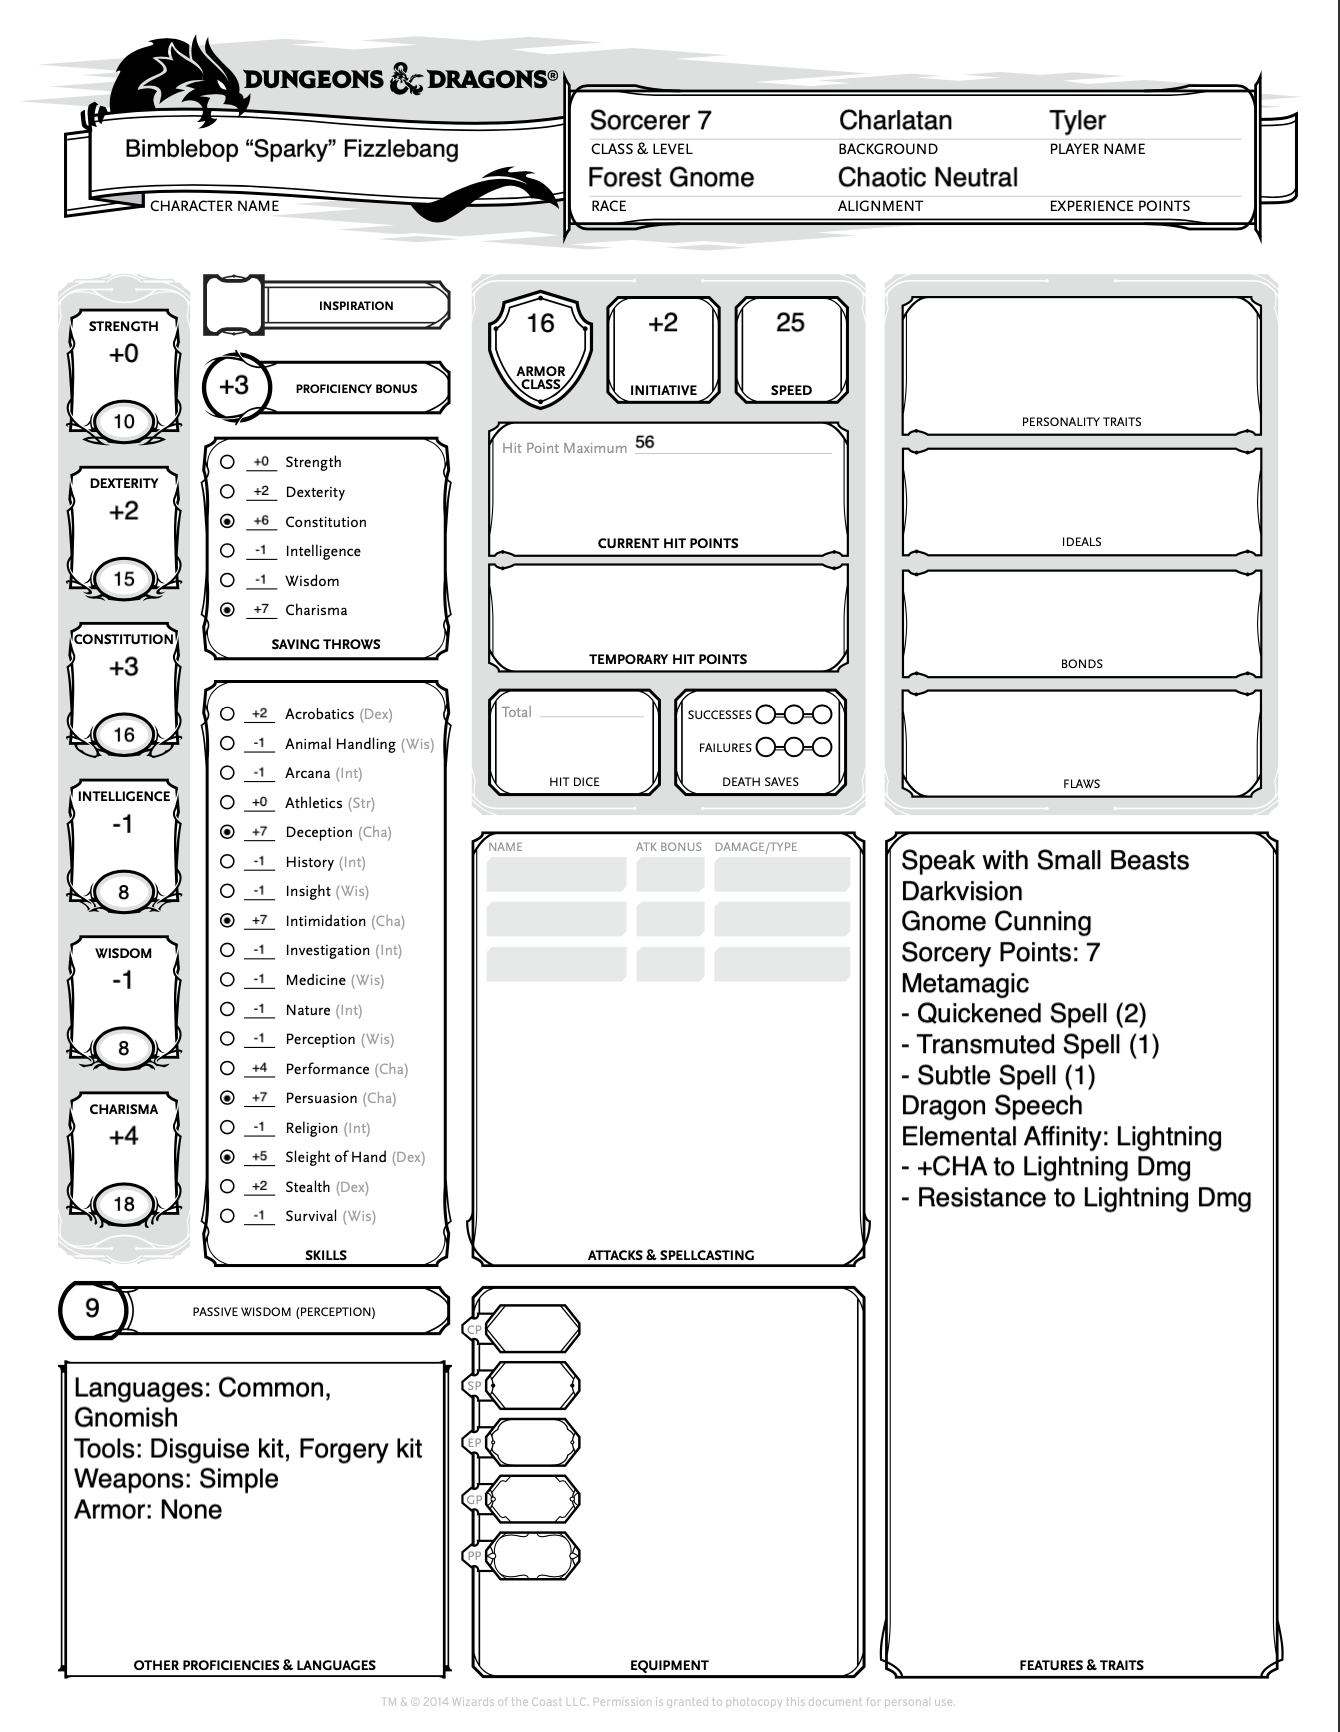 DUNGEONS & DRAGONS®
Bimblebop “Sparky” Fizzlebang
CHARACTER NAME
Sorcerer 7 Charlatan Tyler
CLASS & LEVEL BACKGROUND PLAYER NAME
Forest Gnome Chaotic Neutral
RACE ALIGNMENT EXPERIENCE POINTS
STRENGTH
+0
10
DEXTERITY
+2
15
CONSTITUTION
+3
16
INTELLIGENCE
-1
8
WISDOM
-1
8
CHARISMA
+4
18
INSPIRATION
+3 PROFICIENCY BONUS
+0 Strength
+2 Dexterity
+6 Constitution
-1 Intelligence
-1 Wisdom
+7 Charisma
SAVING THROWS
+2 Acrobatics (Dex)
-1 Animal Handling (Wis)
-1 Arcana (Int)
+0 Athletics (Str)
+7 Deception (Cha)
-1 History (Int)
-1 Insight (Wis)
+7 Intimidation (Cha)
-1 Investigation (Int)
-1 Medicine (Wis)
-1 Nature (Int)
-1 Perception (Wis)
+4 Performance (Cha)
+7 Persuasion (Cha)
-1 Religion (Int)
+5 Sleight of Hand (Dex)
+2 Stealth (Dex)
-1 Survival (Wis)
SKILLS
9 PASSIVE WISDOM (PERCEPTION)
Languages: Common,
Gnomish
Tools: Disguise kit, Forgery kit
Weapons: Simple
Armor: None
OTHER PROFICIENCIES & LANGUAGES
16
ARMOR
CLASS
+2
INITIATIVE
25
SPEED
Hit Point Maximum 56
CURRENT HIT POINTS
TEMPORARY HIT POINTS
Total
HIT DICE
SUCCESSES
FAILURES
DEATH SAVES
NAME ATK BONUS DAMAGE/TYPE
ATTACKS & SPELLCASTING
CP
SP
EP
GP
PP
EQUIPMENT
PERSONALITY TRAITS
IDEALS
BONDS
FLAWS
Speak with Small Beasts
Darkvision
Gnome Cunning
Sorcery Points: 7
Metamagic
- Quickened Spell (2)
- Transmuted Spell (1)
- Subtle Spell (1)
Dragon Speech
Elemental Affinity: Lightning
- +CHA to Lightning Dmg
- Resistance to Lightning Dmg
FEATURES & TRAITS
TM & © 2014 Wizards of the Coast LLC. Permission is granted to photocopy this document for personal use.